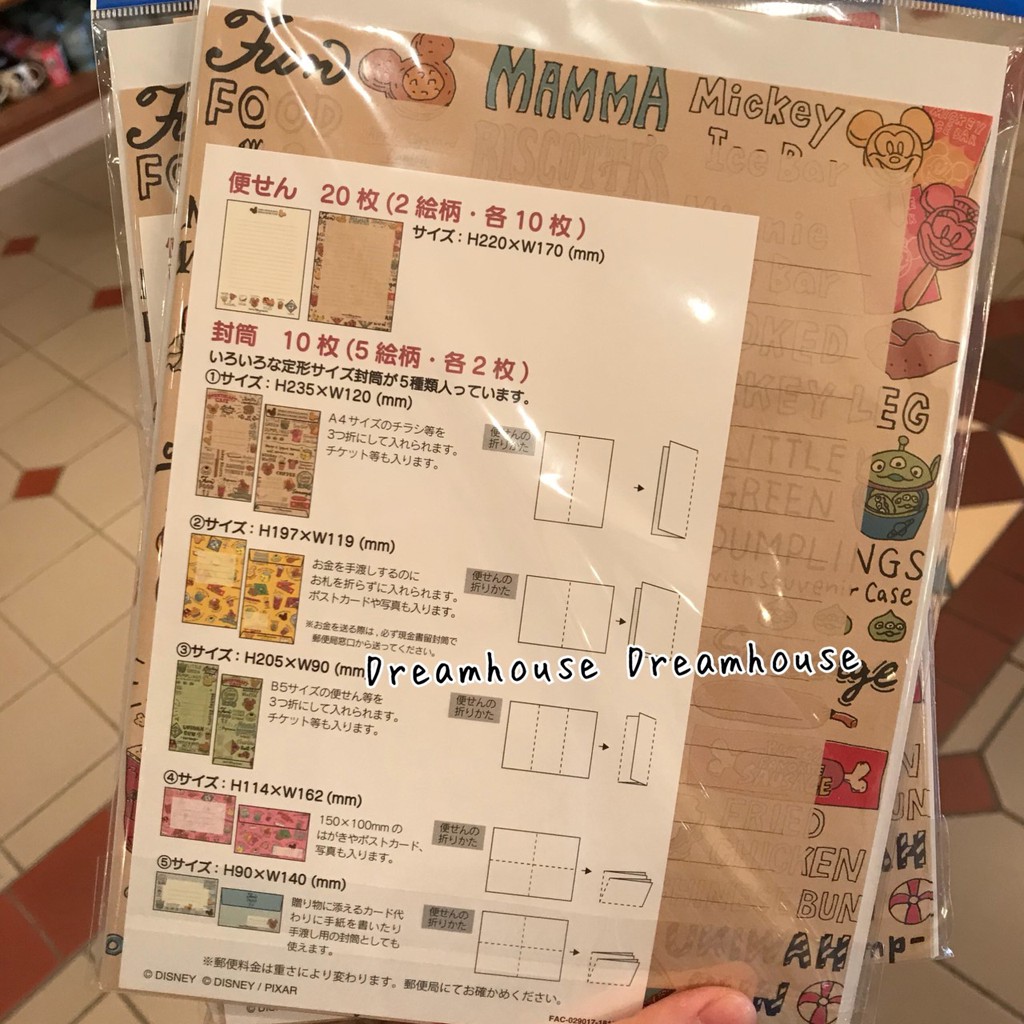 Fun
FOOD
MAMMA
BISCOTTI'S
Mickey
Ice Bar
便せん 20枚(2絵柄・各10枚)
サイズ:H220×W170 (mm)
封筒 10枚(5絵柄・各2枚)
いろいろな定形サイズ封筒が5種類入っています。
①サイズ:H235×W120 (mm)
A4サイズのチラシ等を
3つ折にして入れられます。
チケット等も入ります。
便せんの
折りかた
②サイズ:H197×W119 (mm)
お金を手渡しするのに
お札を折らずに入れられます。
ポストカードや写真も入ります。
※お金を送る際は、必ず現金書留封筒で
郵便局窓口から送ってください。
便せんの
折りかた
③サイズ:H205×W90 (mm)
B5サイズの便せん等を
3つ折にして入れられます。
チケット等も入ります。
便せんの
折りかた
④サイズ:H114×W162 (mm)
150×100mmの
はがきやポストカード、
写真も入ります。
便せんの
折りかた
⑤サイズ:H90×W140 (mm)
贈り物に添えるカード代
わりに手紙を書いたり
手渡し用の封筒としても
使えます。
便せんの
折りかた
※郵便料金は重さにより変わります。郵便局にてお確かめください。
© DISNEY © DISNEY / PIXAR
Bar
LEG
LITTLE
GREEN
DUMPLINGS
with Souvenir Case
FRIED
CHICKEN
BUN
Dreamhouse Dreamhouse